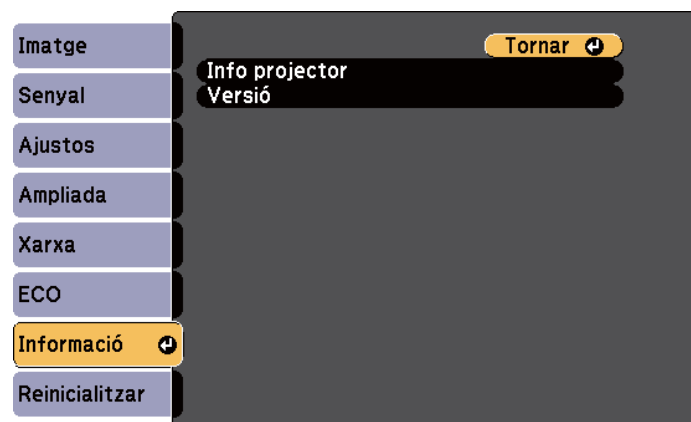 Imatge
Senyal
Ajustos
Ampliada
Xarxa
ECO
Informació
Reinicialitzar
Tornar
Info projector
Versió